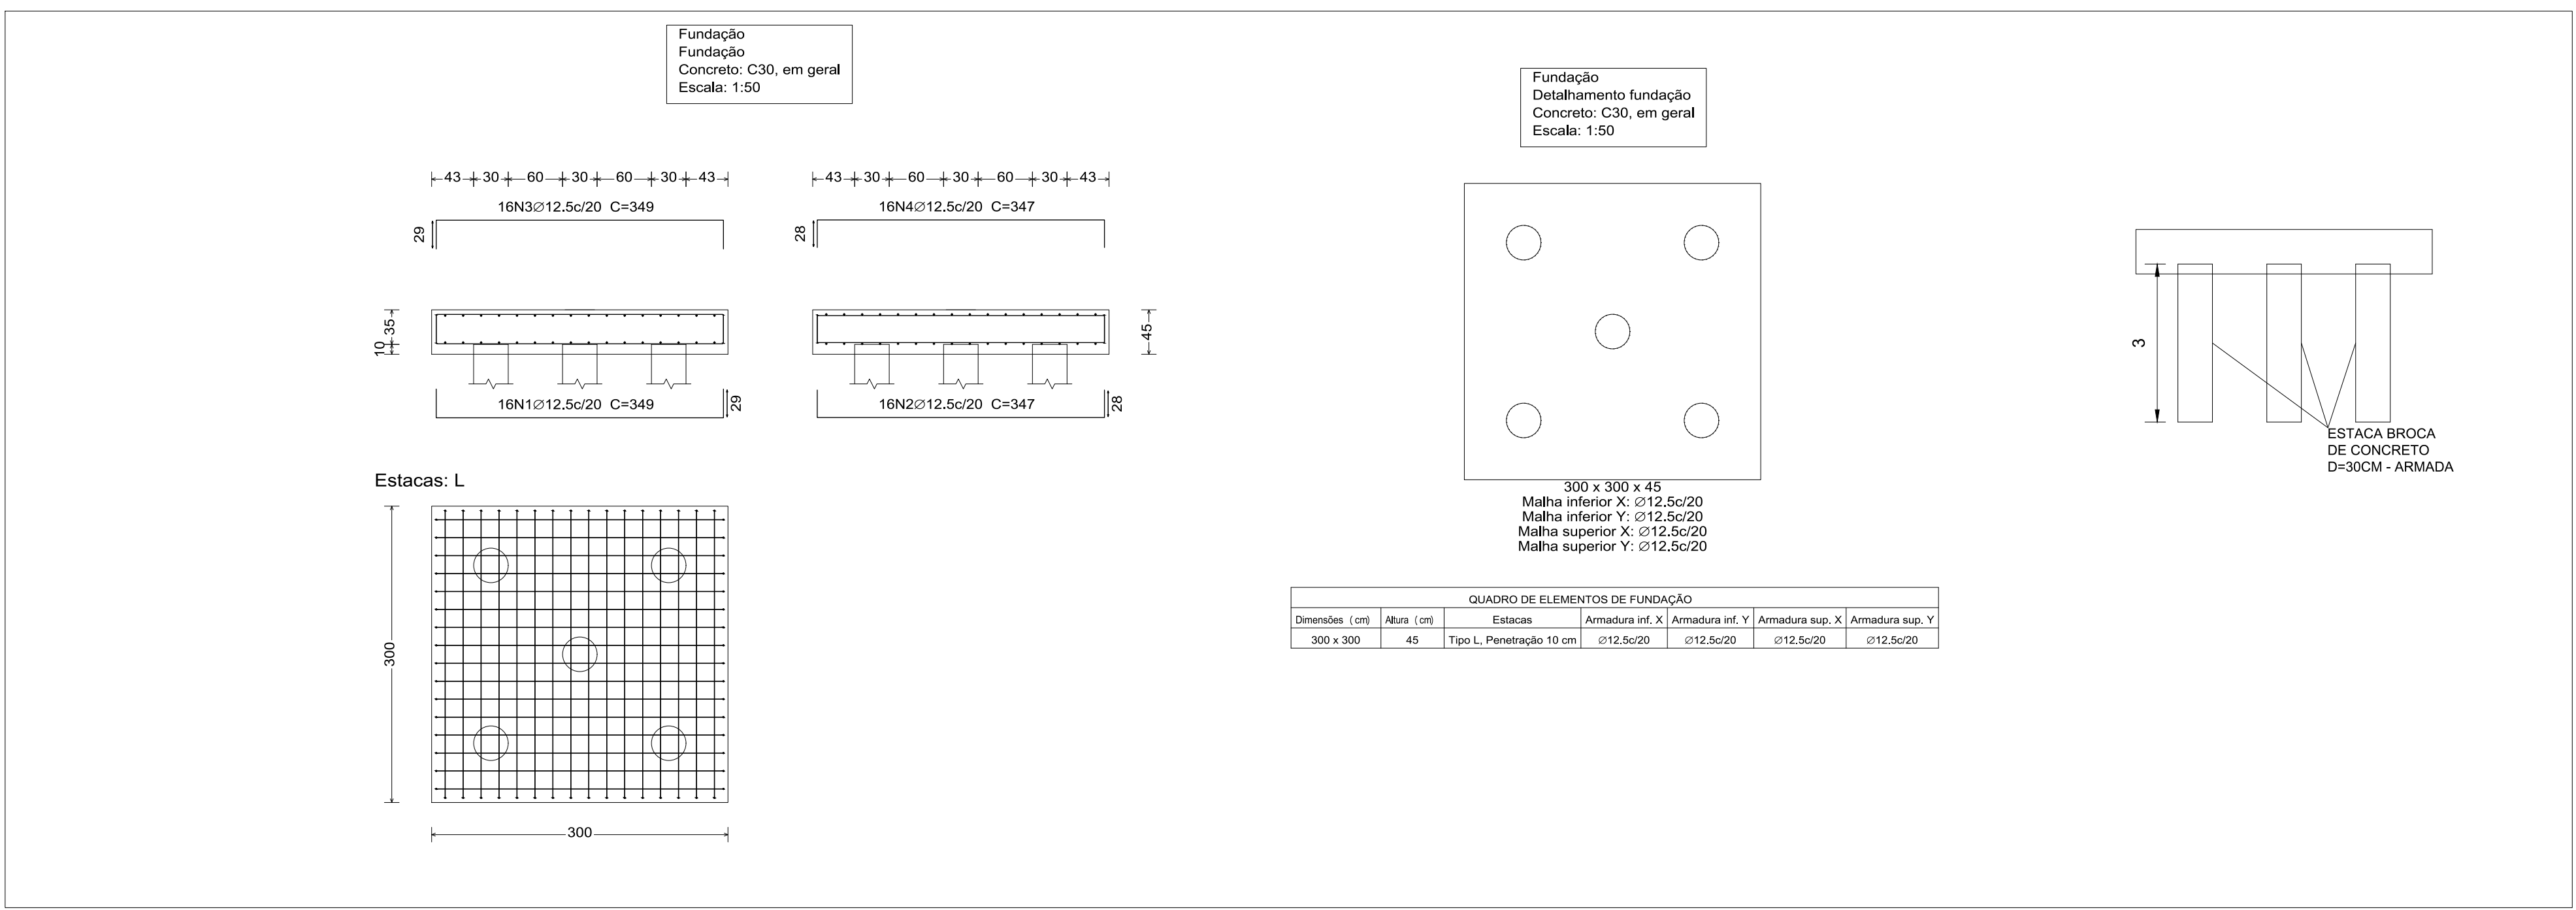 Fundação
Fundação
Concreto: C30, em geral
Escala: 1:50
Fundação
Detalhamento fundação
Concreto: C30, em geral
Escala: 1:50
43 30 60 30 60 30 43
43 30 60 30 60 30 43
16N3∅12.5c/20 C=349
29
16N4∅12.5c/20 C=347
28
35
10
45
16N1∅12.5c/20 C=349
29
16N2∅12.5c/20 C=347
28
Estacas: L
300
300
300 x 300 x 45
Malha inferior X: ∅12.5c/20
Malha inferior Y: ∅12.5c/20
Malha superior X: ∅12.5c/20
Malha superior Y: ∅12.5c/20
3
ESTACA BROCA
DE CONCRETO
D=30CM - ARMADA
QUADRO DE ELEMENTOS DE FUNDAÇÃO
Dimensões (cm) Altura (cm) Estacas Armadura inf. X Armadura inf. Y Armadura sup. X Armadura sup. Y
300 x 300 45 Tipo L, Penetração 10 cm ∅12.5c/20 ∅12.5c/20 ∅12.5c/20 ∅12.5c/20